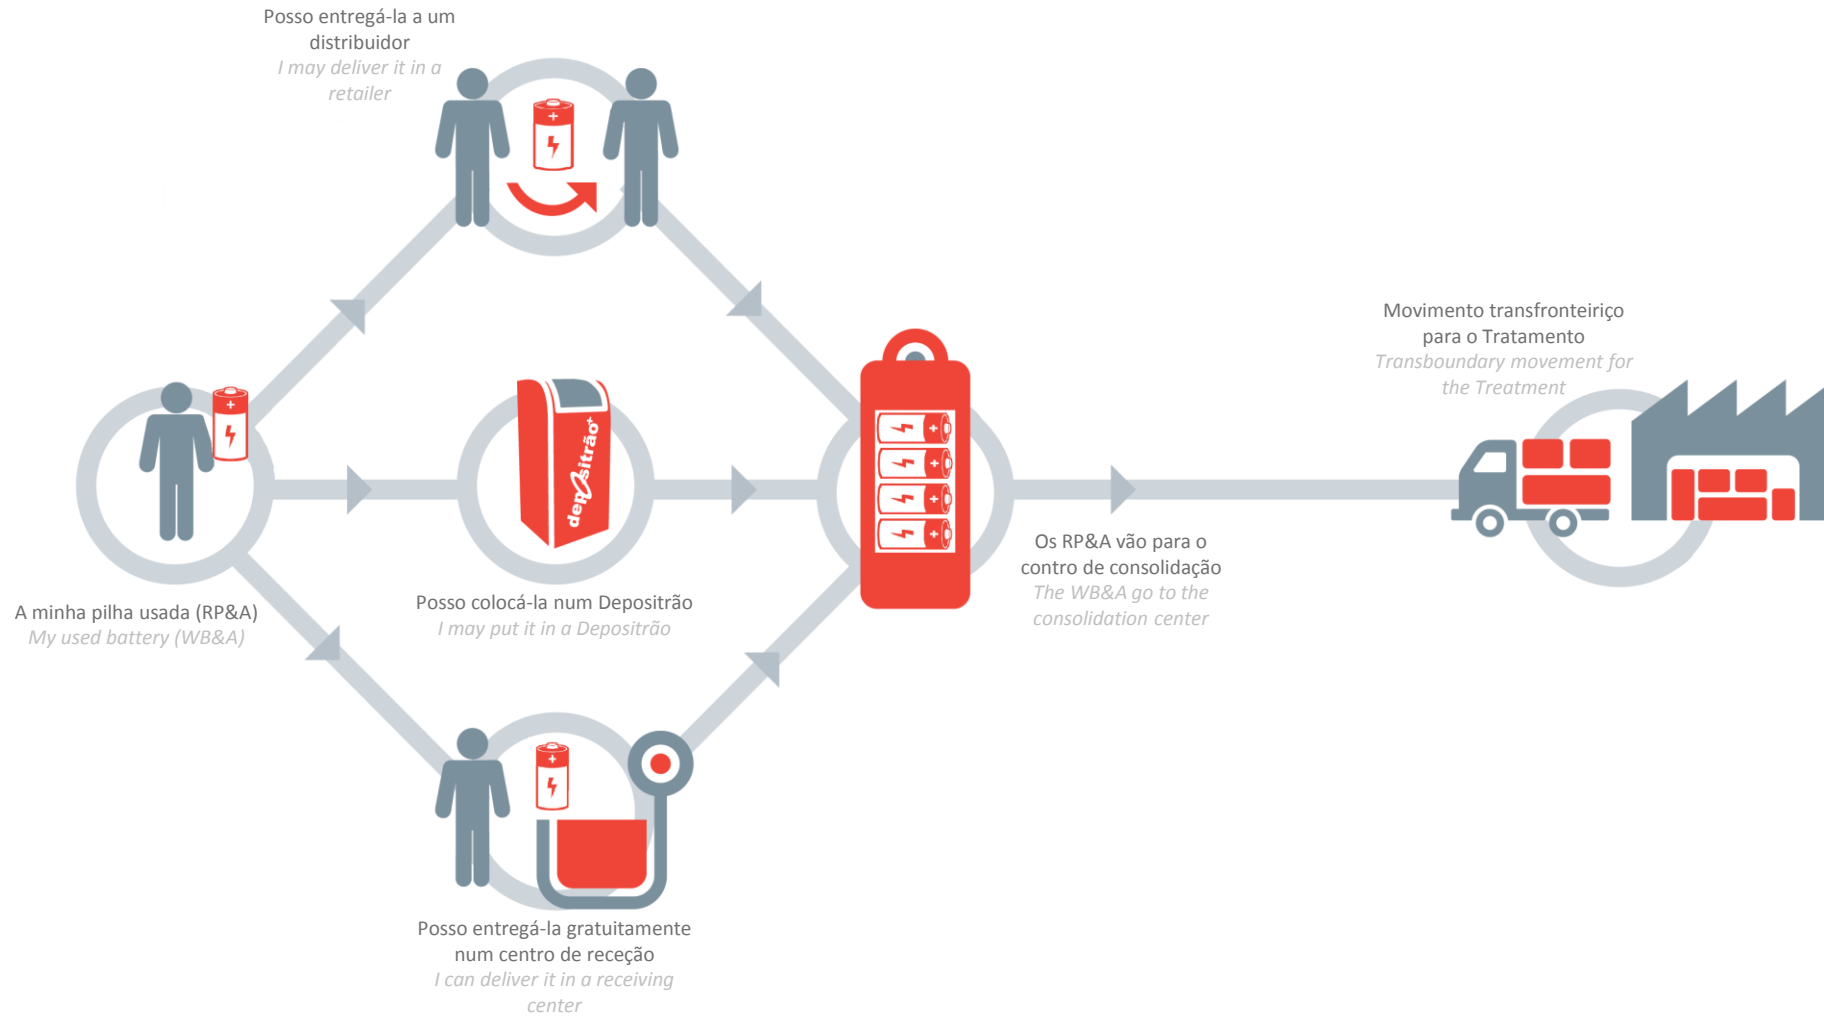 Posso entregá-la a um
distribuidor
I may deliver it in a
retailer
Movimento transfronteiriço
para o Tratamento
Transboundary movement for
the Treatment
depositrão+
A minha pilha usada (RP&A)
My used battery (WB&A)
Posso colocá-la num Depositrão
I may put it in a Depositrão
Os RP&A vão para o
contro de consolidação
The WB&A go to the
consolidation center
Posso entregá-la gratuitamente
num centro de receção
I can deliver it in a receiving
center